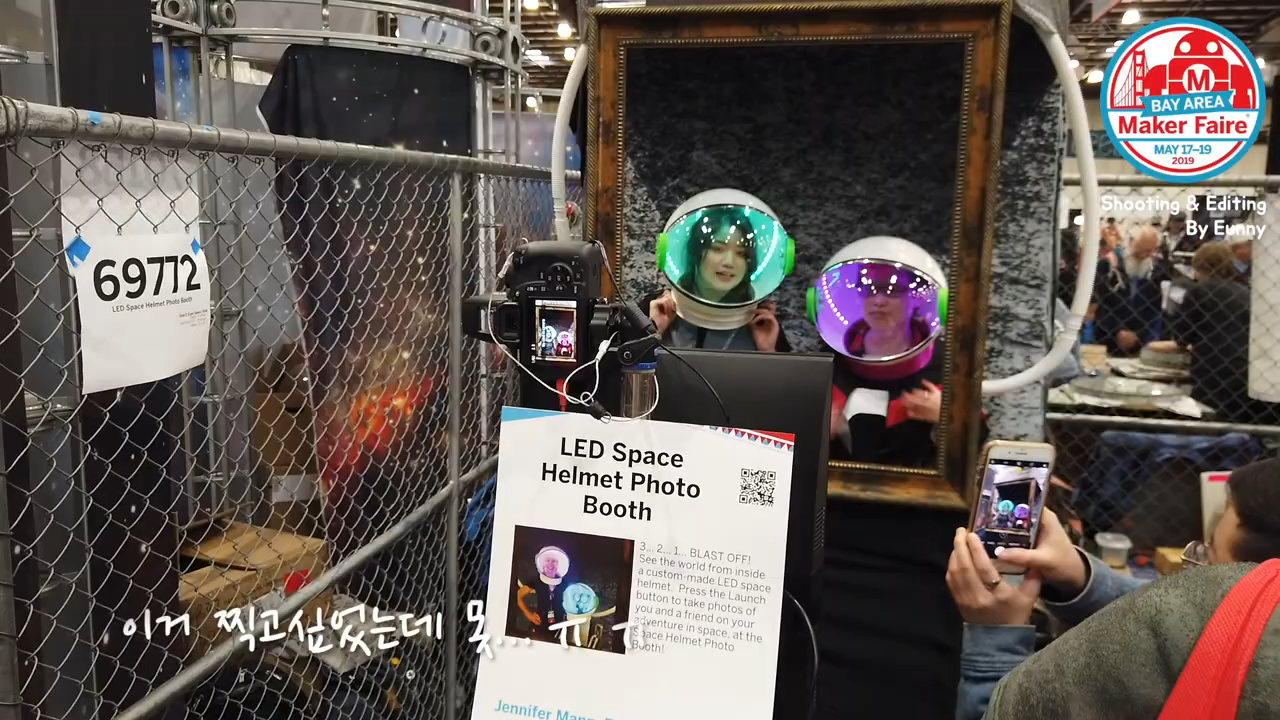 M
BAY AREA
Maker Faire
MAY 17–19
2019
Shooting & Editing
By Eunny
69772
LED Space Helmet Photo Booth
LED Space
Helmet Photo
Booth
3... 2... 1... BLAST OFF!
See the world from inside
a custom-made LED space
helmet. Press the Launch
button to take photos of
you and a friend on your
adventure in space, at the
Space Helmet Photo
Booth!
이거 찍고싶었는데 못... ㅠㅜ
Jennifer